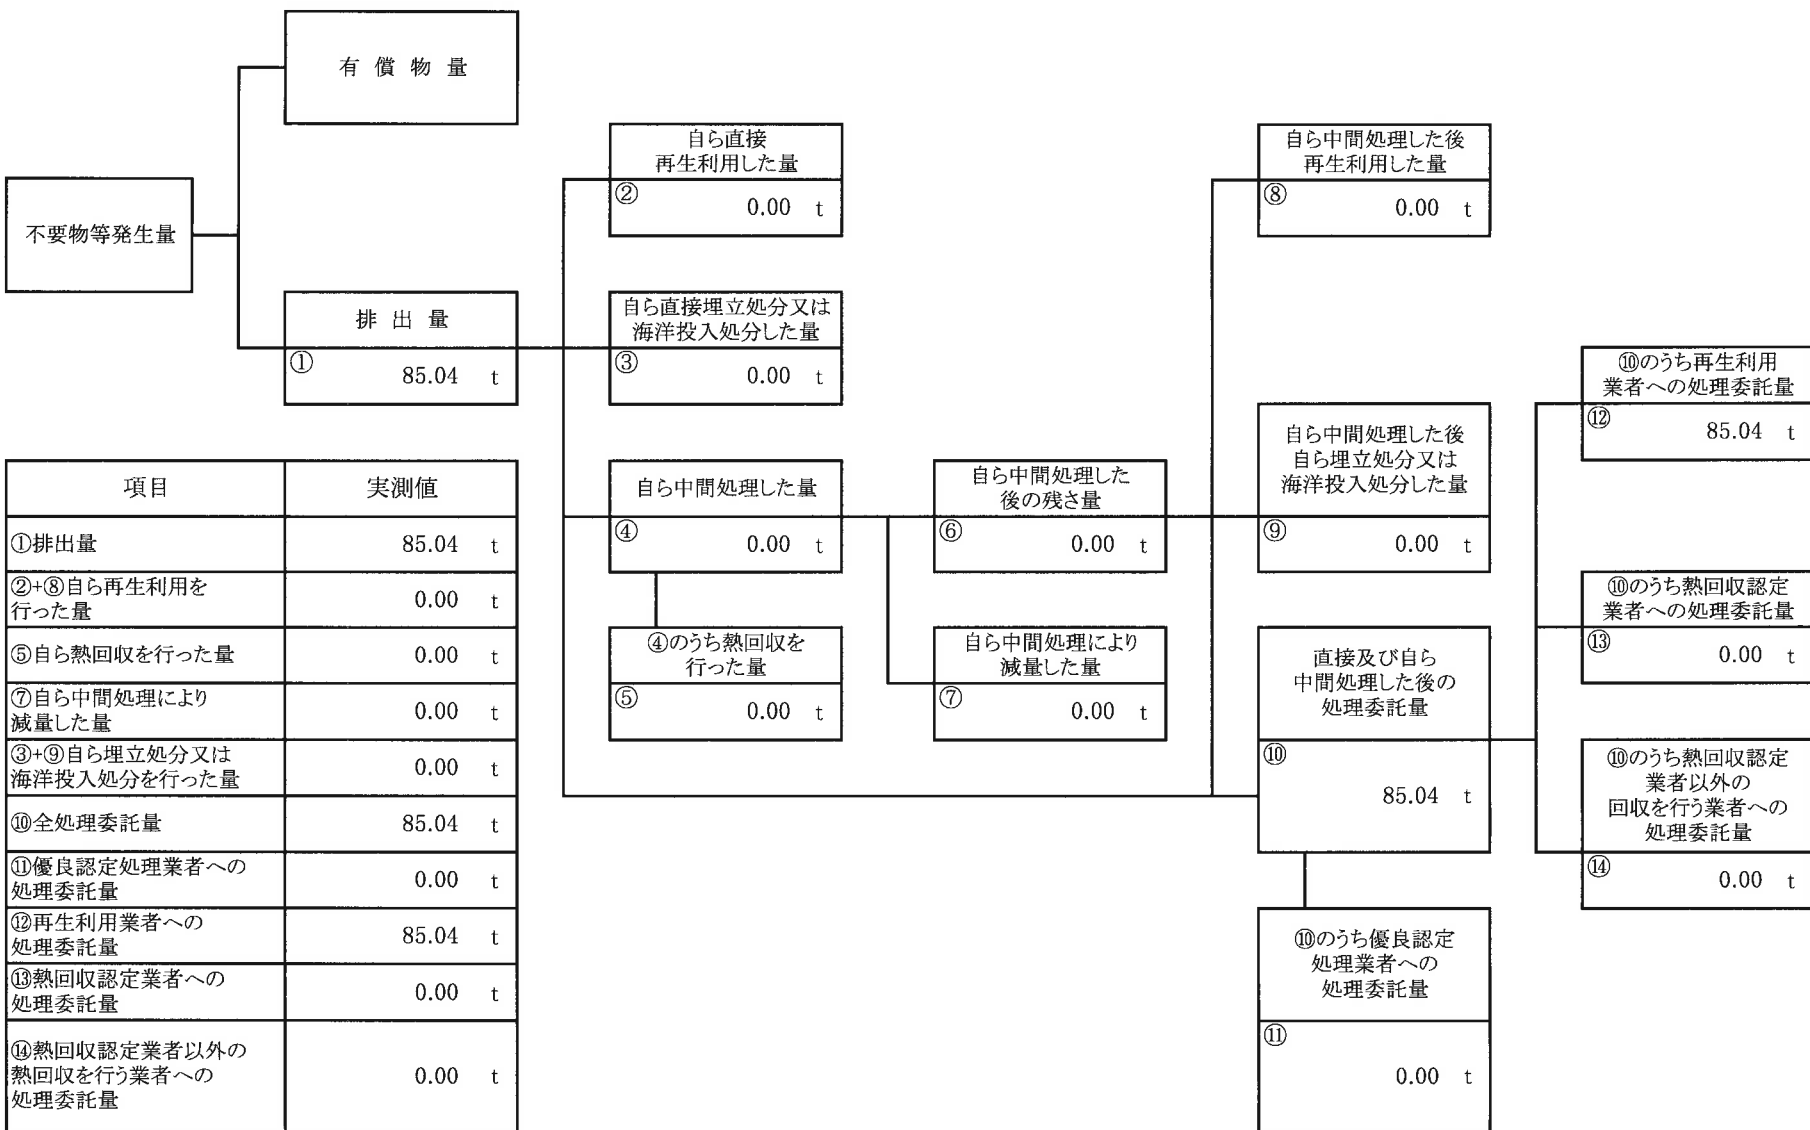 有償物量
不要物等発生量
排出量
①
85.04 t
自ら直接
再生利用した量
②
0.00 t
自ら直接埋立処分又は
海洋投入処分した量
③
0.00 t
自ら中間処理した量
④
0.00 t
④のうち熱回収を
行った量
⑤
0.00 t
自ら中間処理した
後の残さ量
⑥
0.00 t
自ら中間処理により
減量した量
⑦
0.00 t
自ら中間処理した後
再生利用した量
⑧
0.00 t
自ら中間処理した後
自ら埋立処分又は
海洋投入処分した量
⑨
0.00 t
直接及び自ら
中間処理した後の
処理委託量
⑩
85.04 t
⑩のうち優良認定
処理業者への
処理委託量
⑪
0.00 t
⑩のうち再生利用
業者への処理委託量
⑫
85.04 t
⑩のうち熱回収認定
業者への処理委託量
⑬
0.00 t
⑩のうち熱回収認定
業者以外の
回収を行う業者への
処理委託量
⑭
0.00 t
項目 実測値
①排出量 85.04 t
②+⑧自ら再生利用を
行った量 0.00 t
⑤自ら熱回収を行った量 0.00 t
⑦自ら中間処理により
減量した量 0.00 t
③+⑨自ら埋立処分又は
海洋投入処分を行った量 0.00 t
⑩全処理委託量 85.04 t
⑪優良認定処理業者への
処理委託量 0.00 t
⑫再生利用業者への
処理委託量 85.04 t
⑬熱回収認定業者への
処理委託量 0.00 t
⑭熱回収認定業者以外の
熱回収を行う業者への
処理委託量 0.00 t